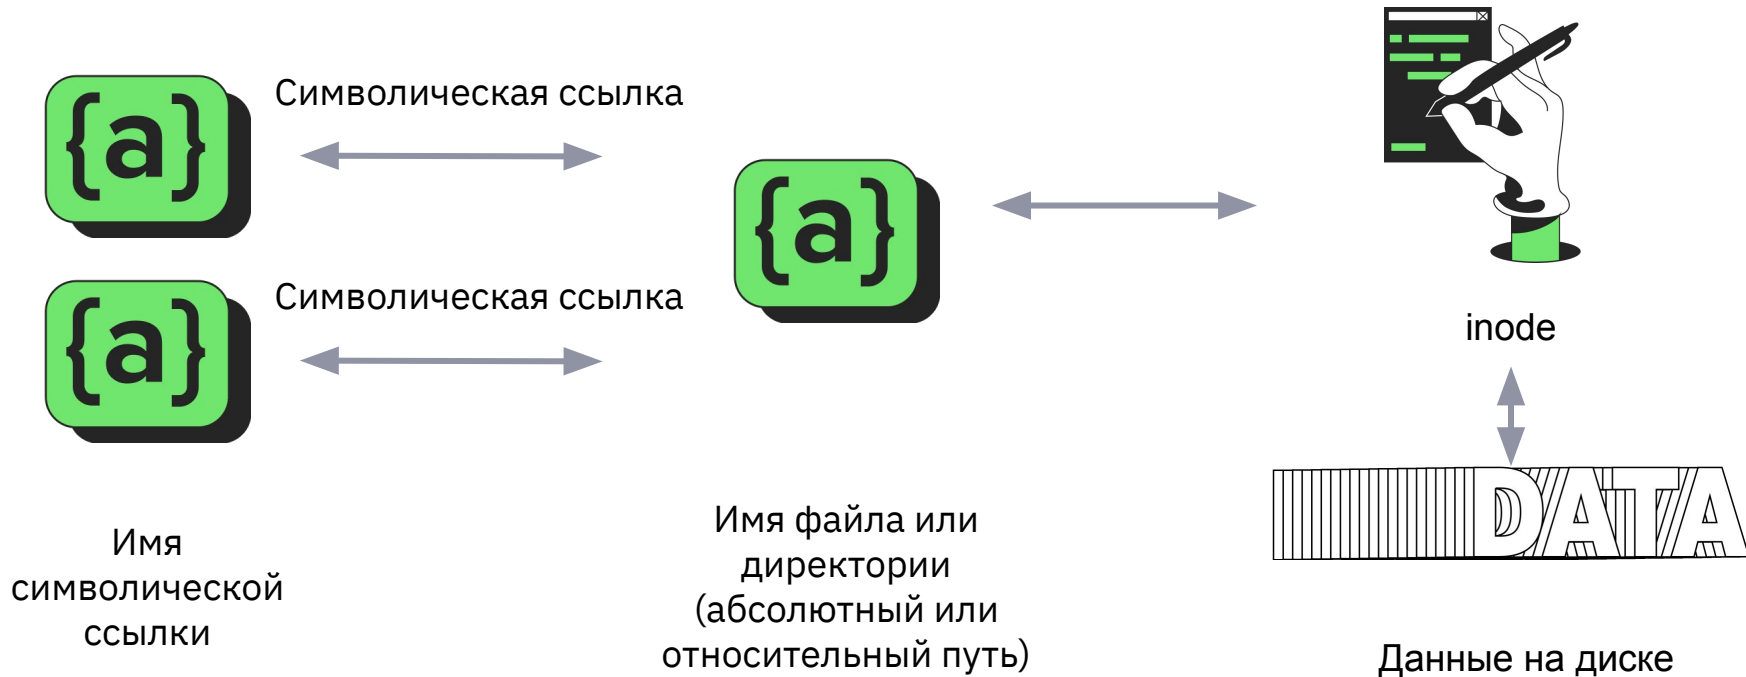 {a}
Символическая ссылка
{a}
Символическая ссылка
{a}
inode
DATA
Имя
символической
ссылки
Имя файла или
директории
(абсолютный или
относительный путь)
Данные на диске